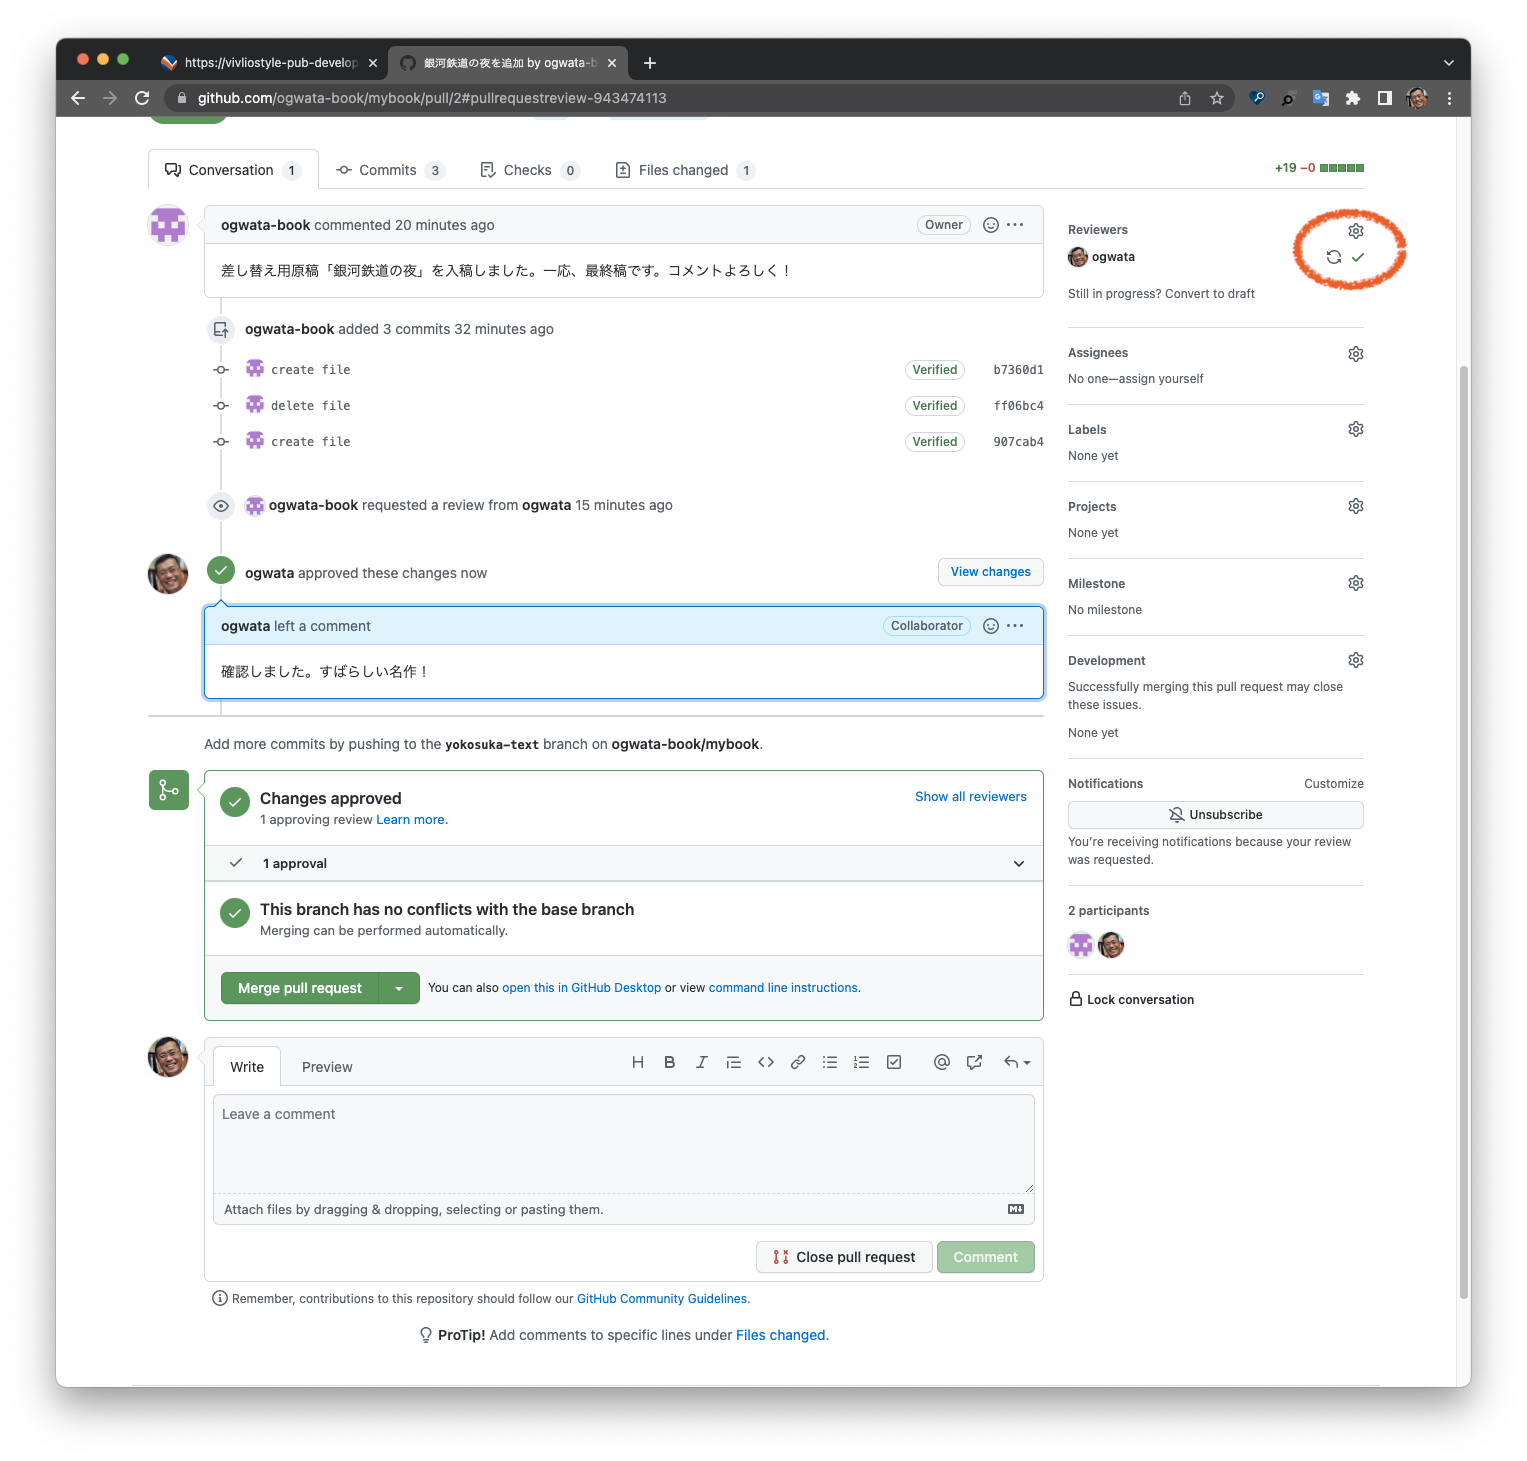 https://vivliostyle-pub-develop
銀河鉄道の夜を追加 by ogwata-b
github.com/ogwata-book/mybook/pull/2#pullrequestreview-943474113
Conversation 1
Commits 3
Checks 0
Files changed 1
+19 −0
ogwata-book commented 20 minutes ago
Owner
差し替え用原稿「銀河鉄道の夜」を入稿しました。一応、最終稿です。コメントよろしく！
ogwata-book added 3 commits 32 minutes ago
create file Verified b7360d1
delete file Verified ff06bc4
create file Verified 907cab4
ogwata-book requested a review from ogwata 15 minutes ago
ogwata approved these changes now
View changes
ogwata left a comment
Collaborator
確認しました。すばらしい名作！
Add more commits by pushing to the yokosuka-text branch on ogwata-book/mybook.
Changes approved
Show all reviewers
1 approving review Learn more.
1 approval
This branch has no conflicts with the base branch
Merging can be performed automatically.
Merge pull request
You can also open this in GitHub Desktop or view command line instructions.
Write
Preview
Leave a comment
Attach files by dragging & dropping, selecting or pasting them.
Close pull request
Comment
Remember, contributions to this repository should follow our GitHub Community Guidelines.
ProTip! Add comments to specific lines under Files changed.
Reviewers
ogwata
Still in progress? Convert to draft
Assignees
No one—assign yourself
Labels
None yet
Projects
None yet
Milestone
No milestone
Development
Successfully merging this pull request may close
these issues.
None yet
Notifications
Customize
Unsubscribe
You’re receiving notifications because your review
was requested.
2 participants
Lock conversation